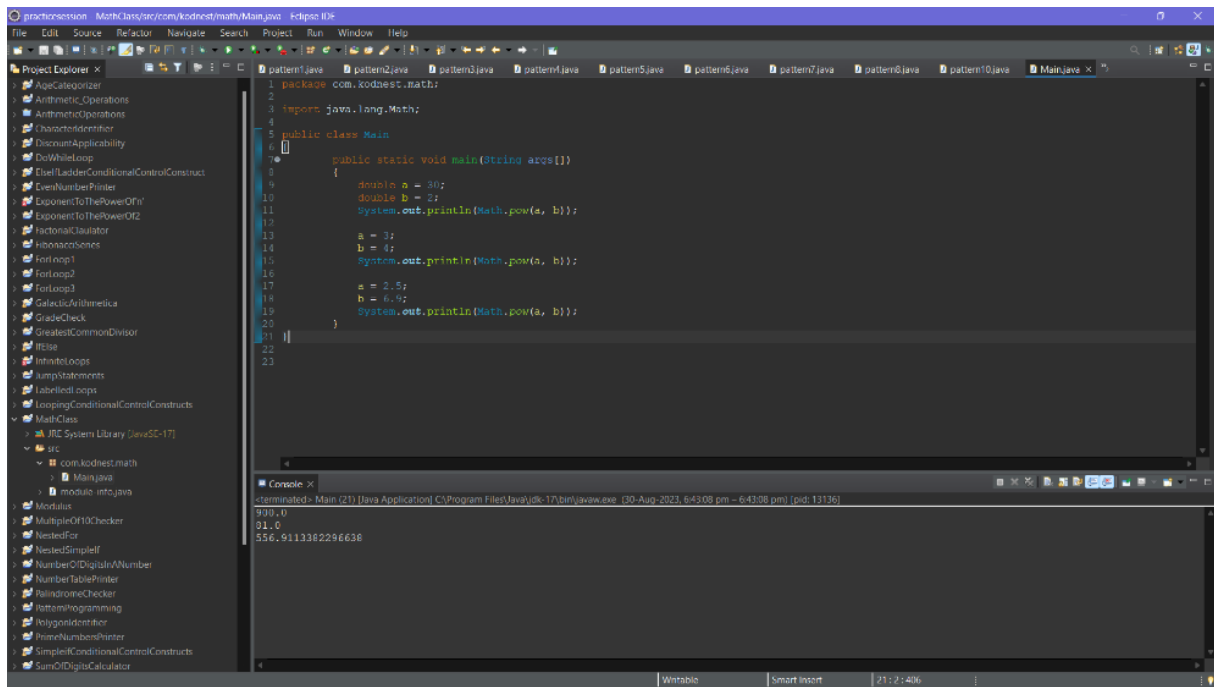 practicesession MathClass/src/com/kodnest/math/Main.java Eclipse IDE
File Edit Source Refactor Navigate Search Project Run Window Help
Project Explorer
AgeCategorizer
Arithmetic_Operations
ArithmeticOperations
CharacterIdentifier
DiscountApplicability
DoWhileLoop
ElseIfLadderConditionalControlConstruct
EvenNumberPrinter
ExponentToThePowerOf'n'
ExponentToThePowerOf2
FactorialClaulator
FibonacciSeries
ForLoop1
ForLoop2
ForLoop3
GalacticArithmetica
GradeCheck
GreatestCommonDivisor
IfElse
InfiniteLoops
JumpStatements
LabelledLoops
LoopingConditionalControlConstructs
MathClass
JRE System Library [JavaSE-17]
src
com.kodnest.math
Main.java
module-info.java
Modulus
MultipleOf10Checker
NestedFor
NestedSimpleIf
NumberOfDigitsInANumber
NumberTablePrinter
PalindromeChecker
PatternProgramming
PolygonIdentifier
PrimeNumbersPrinter
SimpleifConditionalControlConstructs
SumOfDigitsCalculator
pattern1.java pattern2.java pattern3.java pattern4.java pattern5.java pattern6.java pattern7.java pattern8.java pattern10.java Main.java
1 package com.kodnest.math;
2
3 import java.lang.Math;
4
5 public class Main
6 {
7 public static void main(String args[])
8 {
9 double a = 30;
10 double b = 2;
11 System.out.println(Math.pow(a, b));
12
13 a = 3;
14 b = 4;
15 System.out.println(Math.pow(a, b));
16
17 a = 2.5;
18 b = 6.9;
19 System.out.println(Math.pow(a, b));
20 }
21 }
22
23
Console
<terminated> Main (21) [Java Application] C:\Program Files\Java\jdk-17\bin\javaw.exe (30-Aug-2023, 6:43:08 pm – 6:43:08 pm) [pid: 13136]
900.0
81.0
556.9113382296638
Writable Smart Insert 21 : 2 : 406